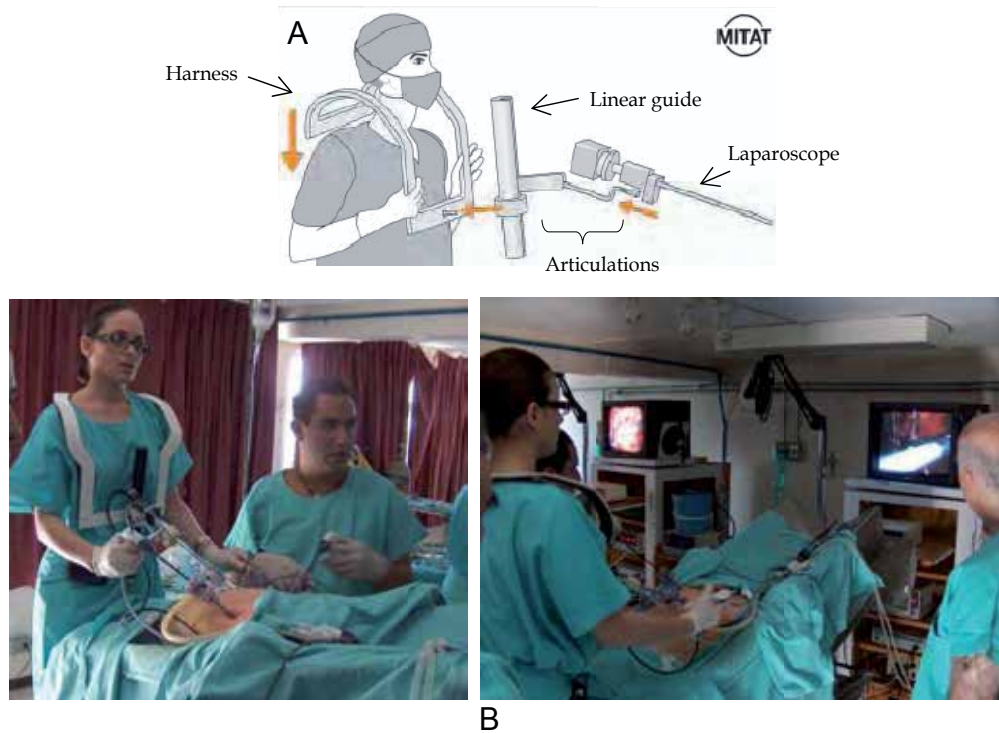 A
MITAT
Harness
Linear guide
Laparoscope
Articulations
B